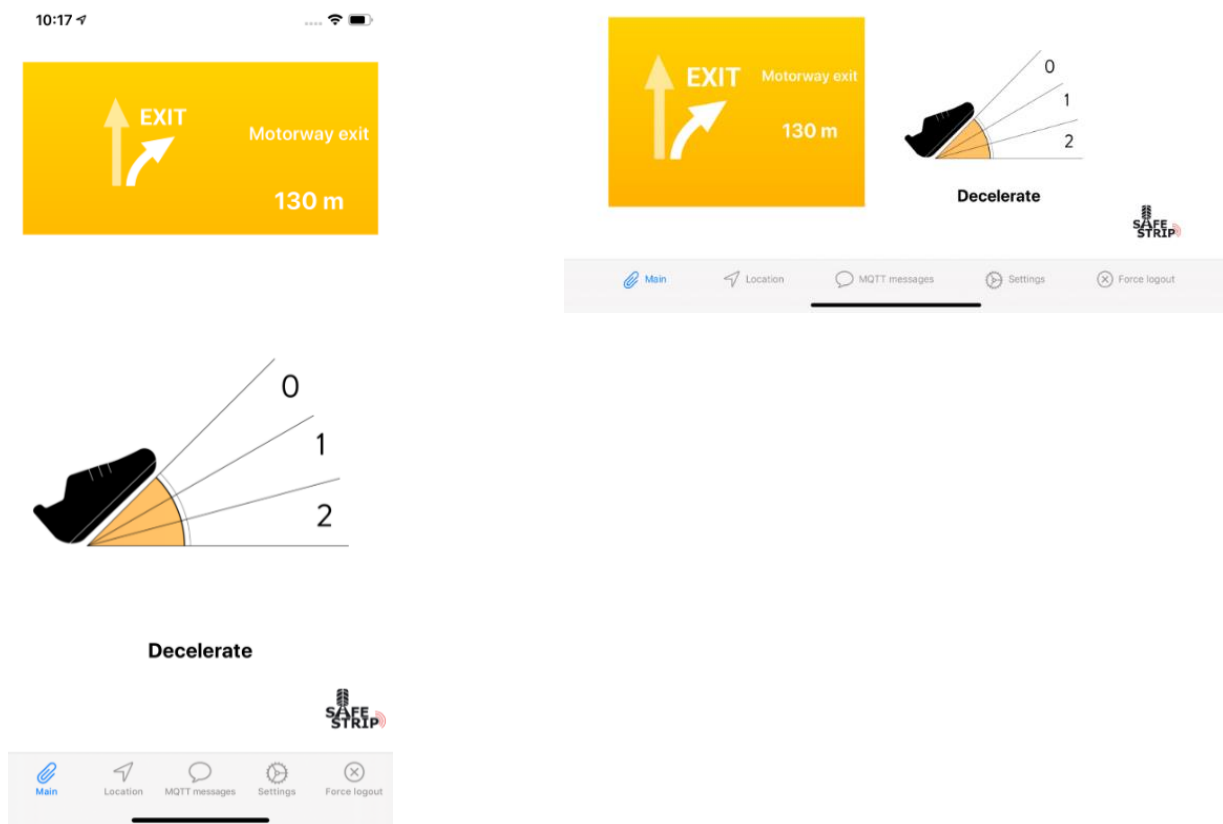 10:17
EXIT
Motorway exit
130 m
0
1
2
Decelerate
SAFE
STRIP
Main
Location
MQTT messages
Settings
Force logout
EXIT
Motorway exit
130 m
0
1
2
Decelerate
SAFE
STRIP
Main
Location
MQTT messages
Settings
Force logout